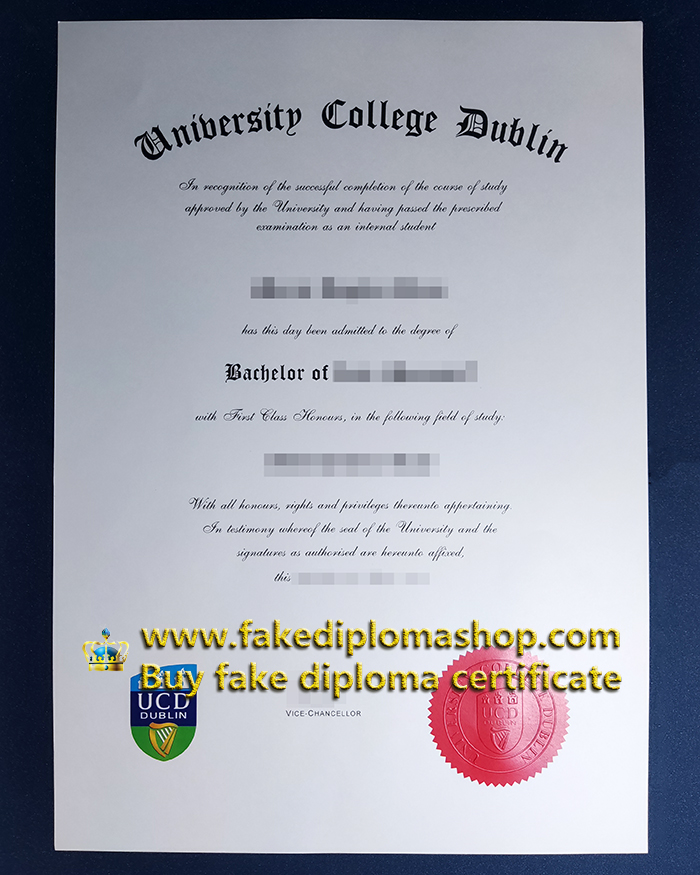 University College Dublin
In recognition of the successful completion of the course of study
approved by the University and having passed the prescribed
examination as an internal student
has this day been admitted to the degree of
Bachelor of
with First Class Honours, in the following field of study:
With all honours, rights and privileges thereunto appertaining.
In testimony whereof the seal of the University and the
signatures as authorised are hereunto affixed,
this
www.fakediplomashop.com
Buy fake diploma certificate
UCD
DUBLIN
VICE-CHANCELLOR
UCD
DUBLIN